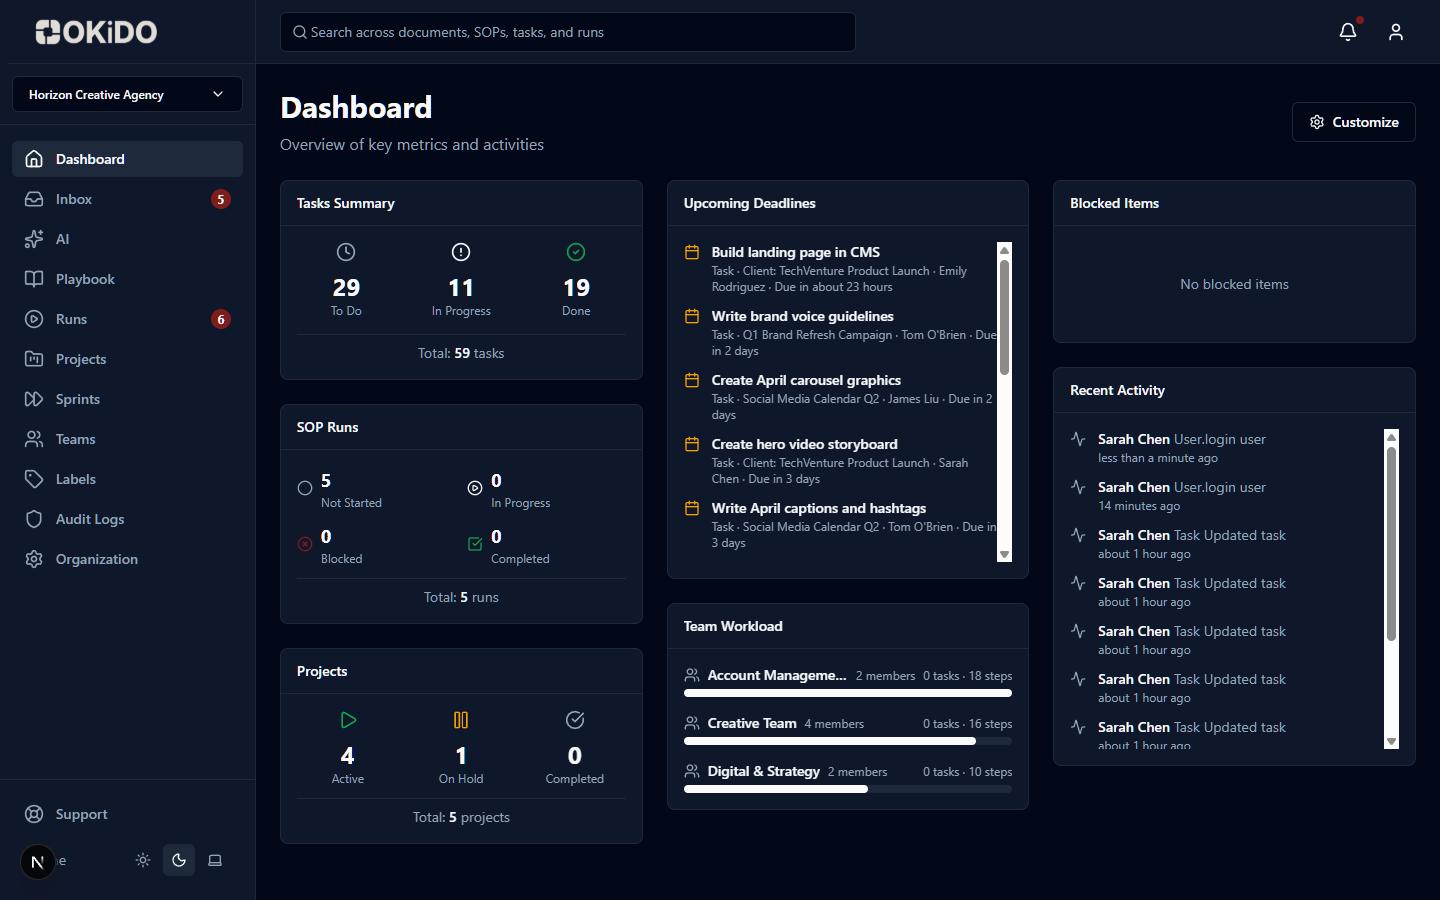 OKiDO
Search across documents, SOPs, tasks, and runs
Horizon Creative Agency
Dashboard
Inbox
5
AI
Playbook
Runs
6
Projects
Sprints
Teams
Labels
Audit Logs
Organization
Support
N
Dashboard
Overview of key metrics and activities
Customize
Tasks Summary
29
To Do
11
In Progress
19
Done
Total: 59 tasks
SOP Runs
5
Not Started
0
In Progress
0
Blocked
0
Completed
Total: 5 runs
Projects
4
Active
1
On Hold
0
Completed
Total: 5 projects
Upcoming Deadlines
Build landing page in CMS
Task · Client: TechVenture Product Launch · Emily
Rodriguez · Due in about 23 hours
Write brand voice guidelines
Task · Q1 Brand Refresh Campaign · Tom O'Brien · Due
in 2 days
Create April carousel graphics
Task · Social Media Calendar Q2 · James Liu · Due in 2
days
Create hero video storyboard
Task · Client: TechVenture Product Launch · Sarah
Chen · Due in 3 days
Write April captions and hashtags
Task · Social Media Calendar Q2 · Tom O'Brien · Due in
3 days
Team Workload
Account Manageme... 2 members 0 tasks · 18 steps
Creative Team 4 members 0 tasks · 16 steps
Digital & Strategy 2 members 0 tasks · 10 steps
Blocked Items
No blocked items
Recent Activity
Sarah Chen User.login user
less than a minute ago
Sarah Chen User.login user
14 minutes ago
Sarah Chen Task Updated task
about 1 hour ago
Sarah Chen Task Updated task
about 1 hour ago
Sarah Chen Task Updated task
about 1 hour ago
Sarah Chen Task Updated task
about 1 hour ago
Sarah Chen Task Updated task
about 1 hour ago